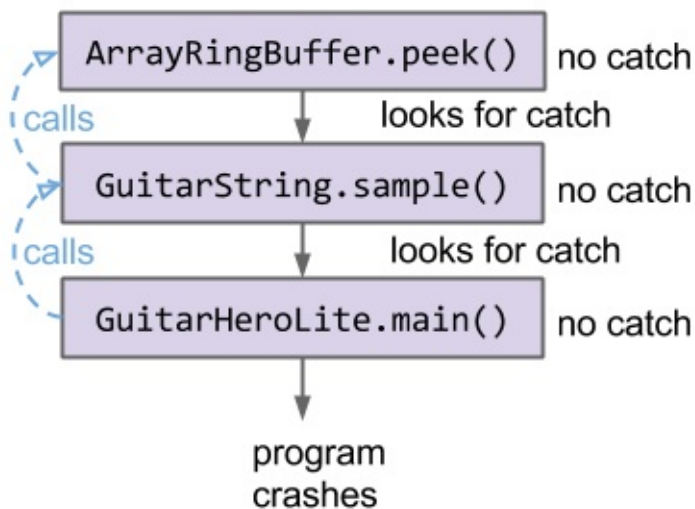 ArrayRingBuffer.peek() no catch
calls looks for catch
GuitarString.sample() no catch
calls looks for catch
GuitarHeroLite.main() no catch
program
crashes